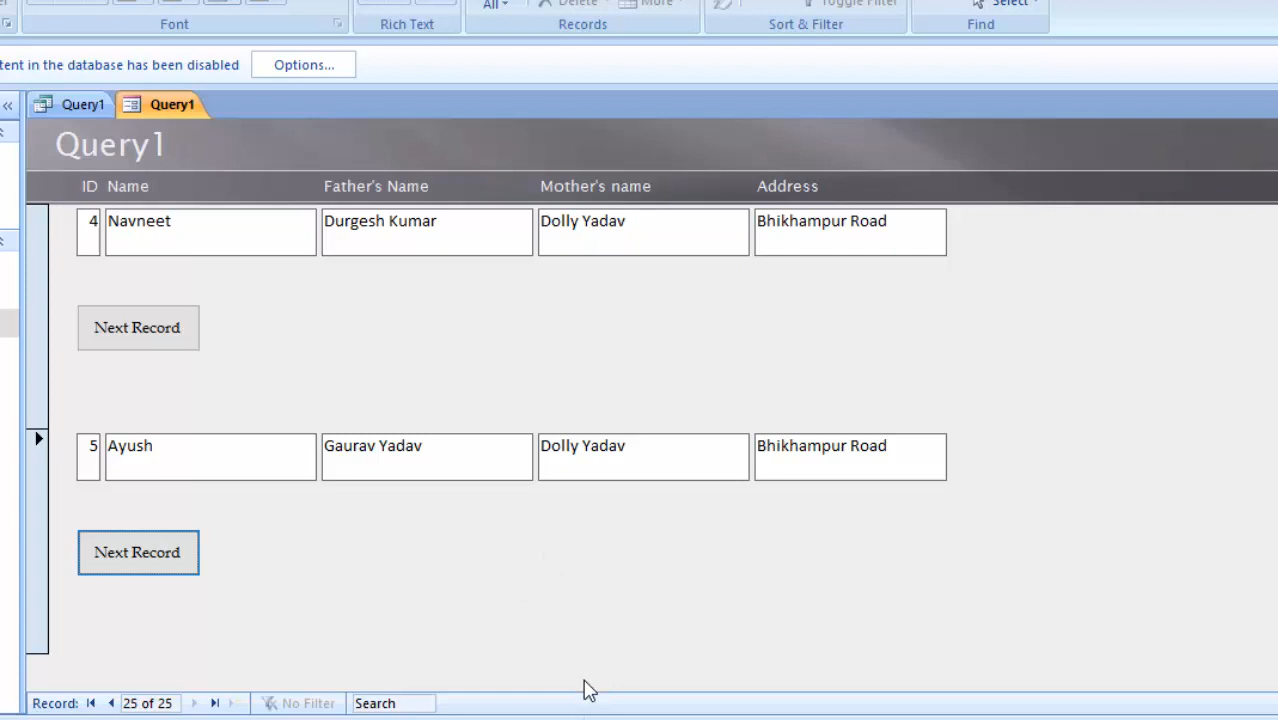 All Delete More Toggle Filter Select
Font Rich Text Records Sort & Filter Find
tent in the database has been disabled Options...
Query1 Query1
Query1
ID Name Father's Name Mother's name Address
4 Navneet Durgesh Kumar Dolly Yadav Bhikhampur Road
Next Record
5 Ayush Gaurav Yadav Dolly Yadav Bhikhampur Road
Next Record
Record: 25 of 25 No Filter Search